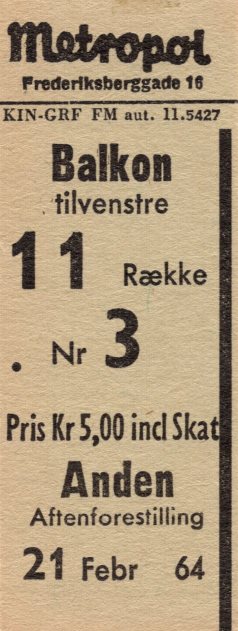 Metropol
Frederiksberggade 16
KIN-GRF FM aut. 11.5427
Balkon
tilvenstre
11 Række
. Nr 3
Pris Kr 5,00 incl Skat
Anden
Aftenforestilling
21 Febr 64